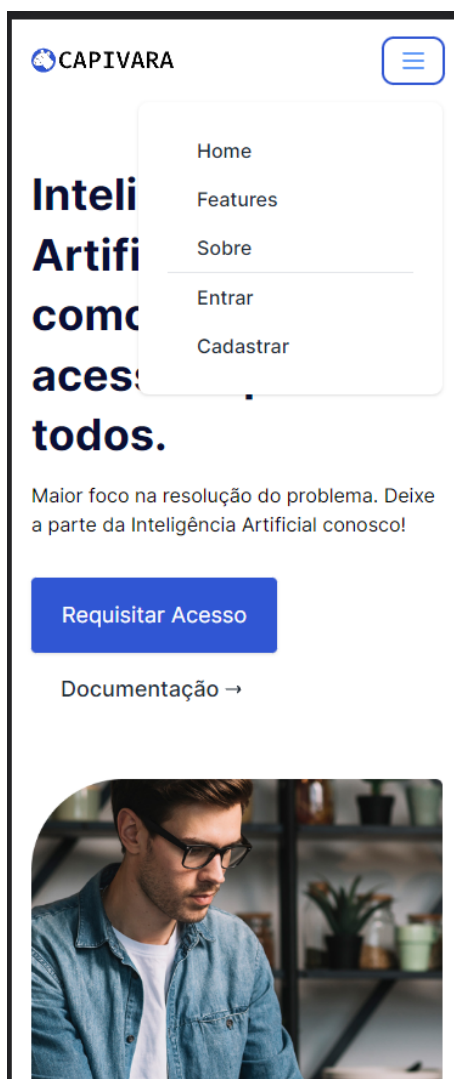 CAPIVARA
Home
Features
Sobre
Entrar
Cadastrar
Inteli
Artifi
como
acess
todos.
Maior foco na resolução do problema. Deixe
a parte da Inteligência Artificial conosco!
Requisitar Acesso
Documentação →